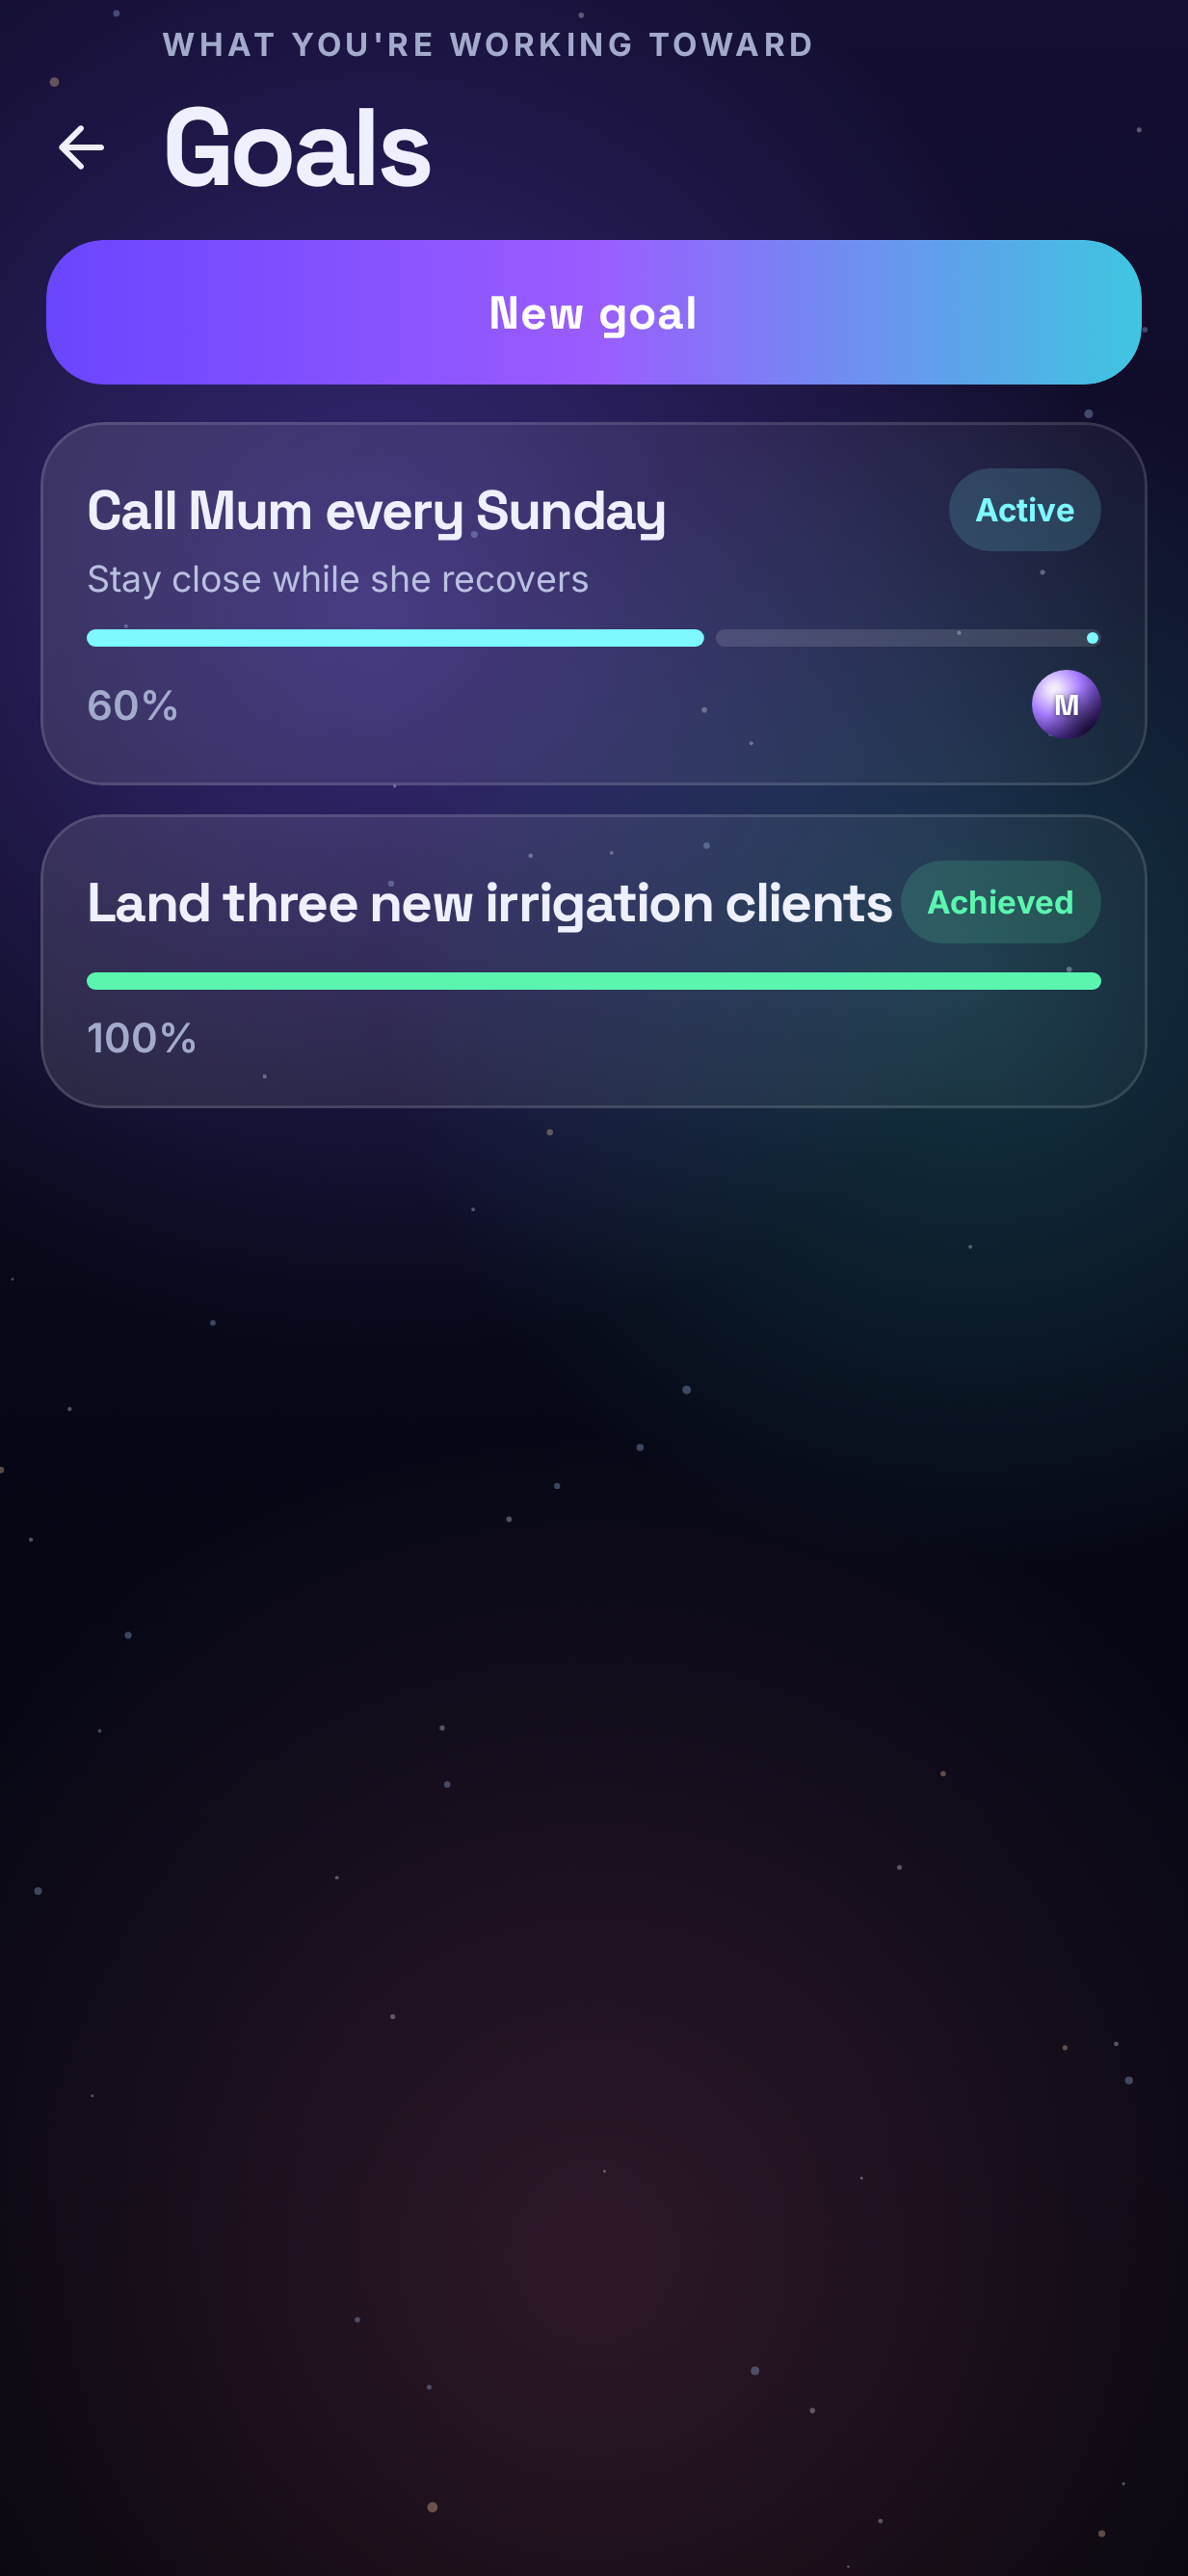 WHAT YOU'RE WORKING TOWARD
Goals
New goal
Call Mum every Sunday
Active
Stay close while she recovers
60%
M
Land three new irrigation clients
Achieved
100%